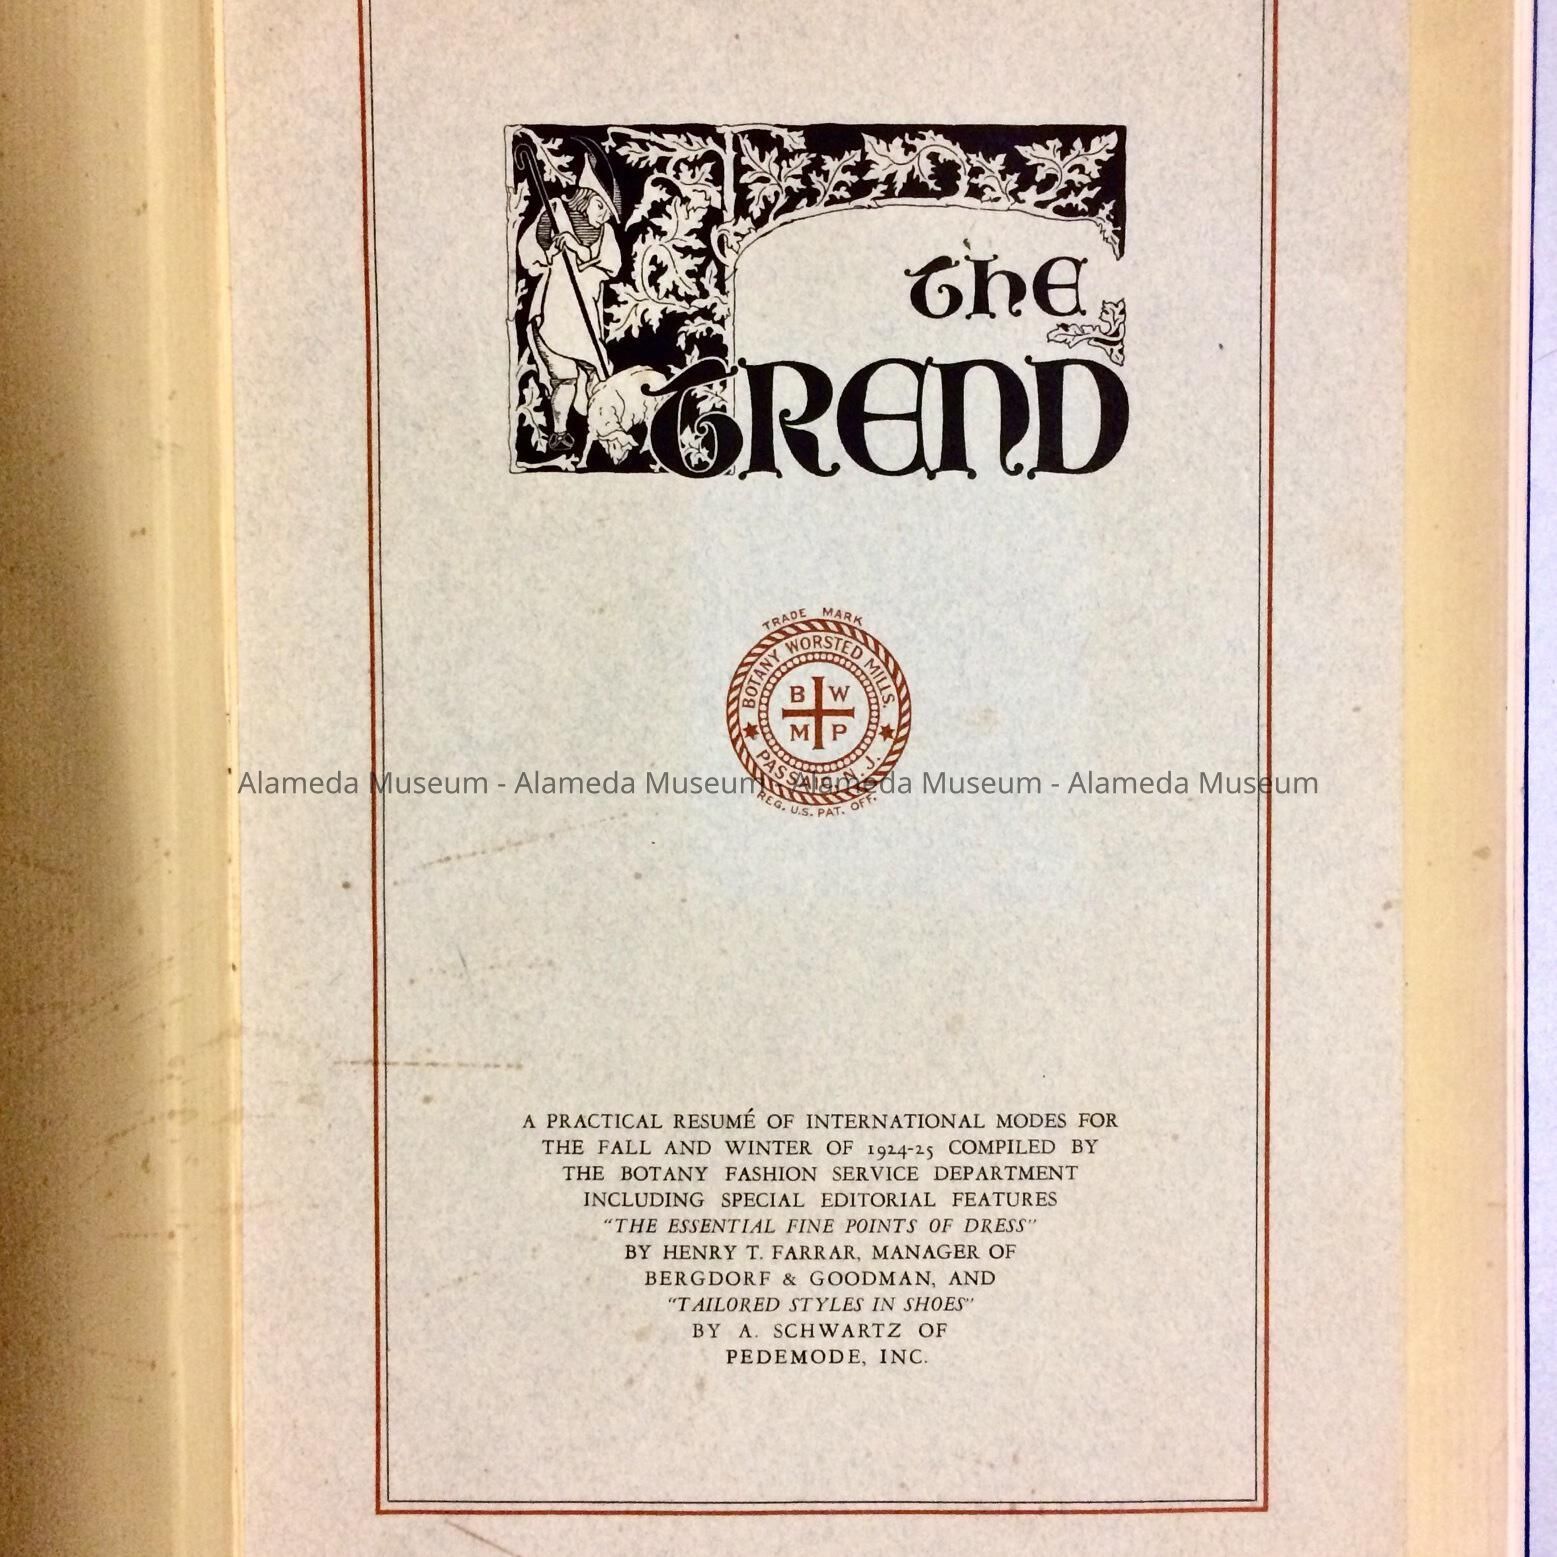 the
TREND
TRADE MARK
BOTANY WORSTED MILLS.
B W
M P
PASSAIC, N. J.
REG. U.S. PAT. OFF.
Alameda Museum - Alameda Museum - Alameda Museum - Alameda Museum
A PRACTICAL RESUMÉ OF INTERNATIONAL MODES FOR
THE FALL AND WINTER OF 1924-25 COMPILED BY
THE BOTANY FASHION SERVICE DEPARTMENT
INCLUDING SPECIAL EDITORIAL FEATURES
"THE ESSENTIAL FINE POINTS OF DRESS"
BY HENRY T. FARRAR, MANAGER OF
BERGDORF & GOODMAN, AND
"TAILORED STYLES IN SHOES"
BY A. SCHWARTZ OF
PEDEMODE, INC.